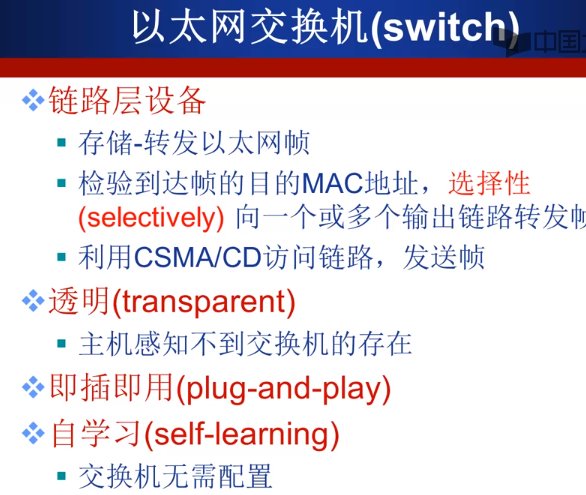 以太网交换机(switch)
中国
链路层设备
存储-转发以太网帧
检验到达帧的目的MAC地址，选择性
(selectively) 向一个或多个输出链路转发帧
利用CSMA/CD访问链路，发送帧
透明(transparent)
主机感知不到交换机的存在
即插即用(plug-and-play)
自学习(self-learning)
交换机无需配置